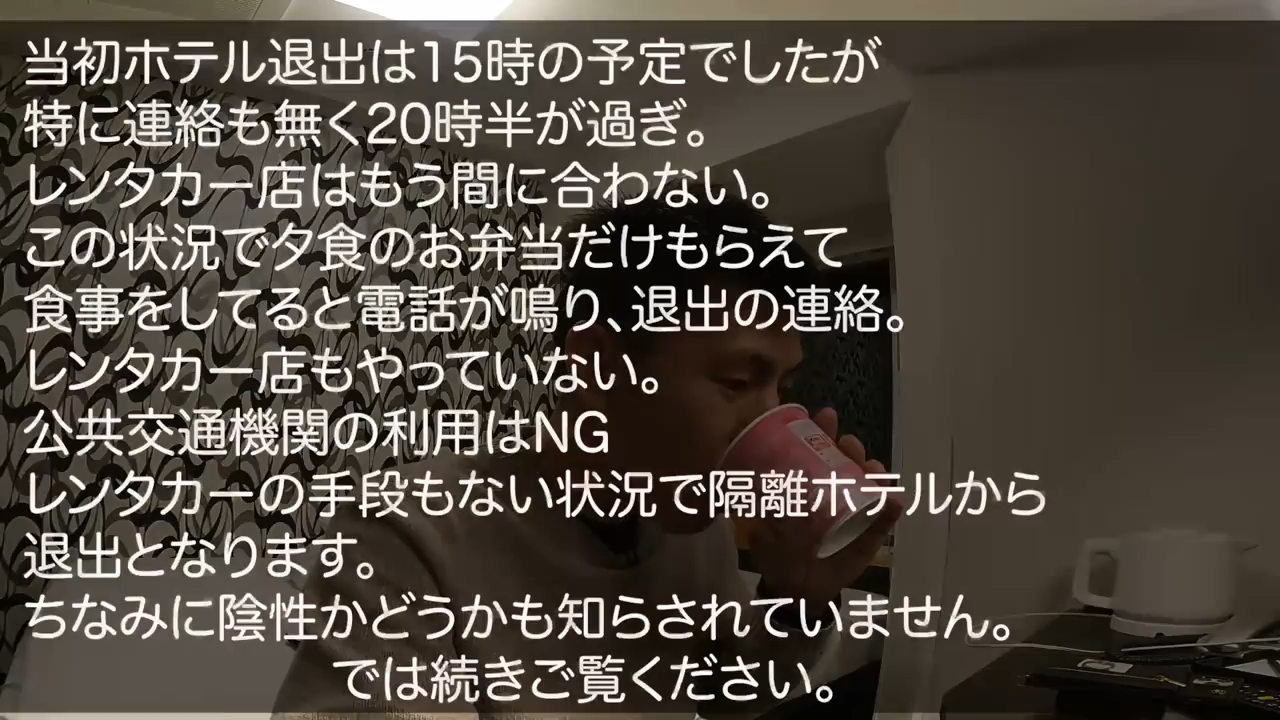 当初ホテル退出は15時の予定でしたが
特に連絡も無く20時半が過ぎ。
レンタカー店はもう間に合わない。
この状況で夕食のお弁当だけもらえて
食事をしてると電話が鳴り、退出の連絡。
レンタカー店もやっていない。
公共交通機関の利用はNG
レンタカーの手段もない状況で隔離ホテルから
退出となります。
ちなみに陰性かどうかも知らされていません。
では続きご覧ください。